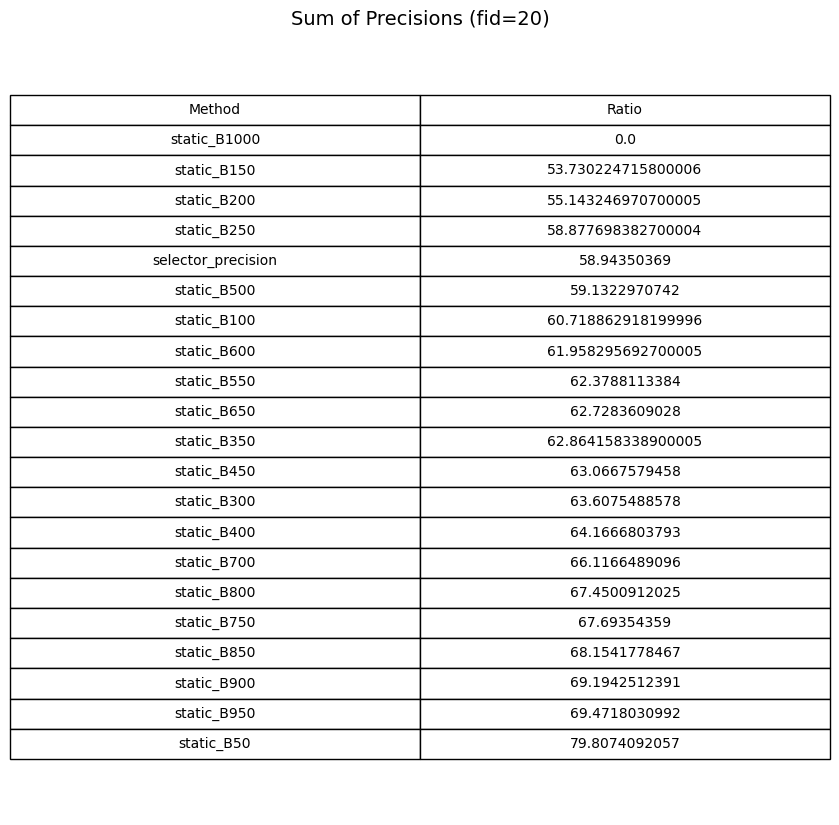 Sum of Precisions (fid=20)
Method Ratio
static_B1000 0.0
static_B150 53.730224715800006
static_B200 55.143246970700005
static_B250 58.877698382700004
selector_precision 58.94350369
static_B500 59.1322970742
static_B100 60.718862918199996
static_B600 61.958295692700005
static_B550 62.3788113384
static_B650 62.7283609028
static_B350 62.864158338900005
static_B450 63.0667579458
static_B300 63.6075488578
static_B400 64.1666803793
static_B700 66.1166489096
static_B800 67.4500912025
static_B750 67.69354359
static_B850 68.1541778467
static_B900 69.1942512391
static_B950 69.4718030992
static_B50 79.8074092057